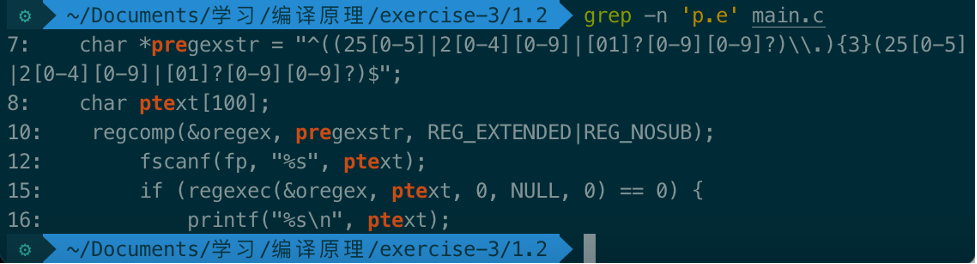 ~/Documents/学习/编译原理/exercise-3/1.2 grep -n 'p.e' main.c
7:    char *pregexstr = "^((25[0-5]|2[0-4][0-9]|[01]?[0-9][0-9]?)\\.){3}(25[0-5]
|2[0-4][0-9]|[01]?[0-9][0-9]?)$";
8:    char ptext[100];
10:     regcomp(&oregex, pregexstr, REG_EXTENDED|REG_NOSUB);
12:         fscanf(fp, "%s", ptext);
15:         if (regexec(&oregex, ptext, 0, NULL, 0) == 0) {
16:             printf("%s\n", ptext);
~/Documents/学习/编译原理/exercise-3/1.2